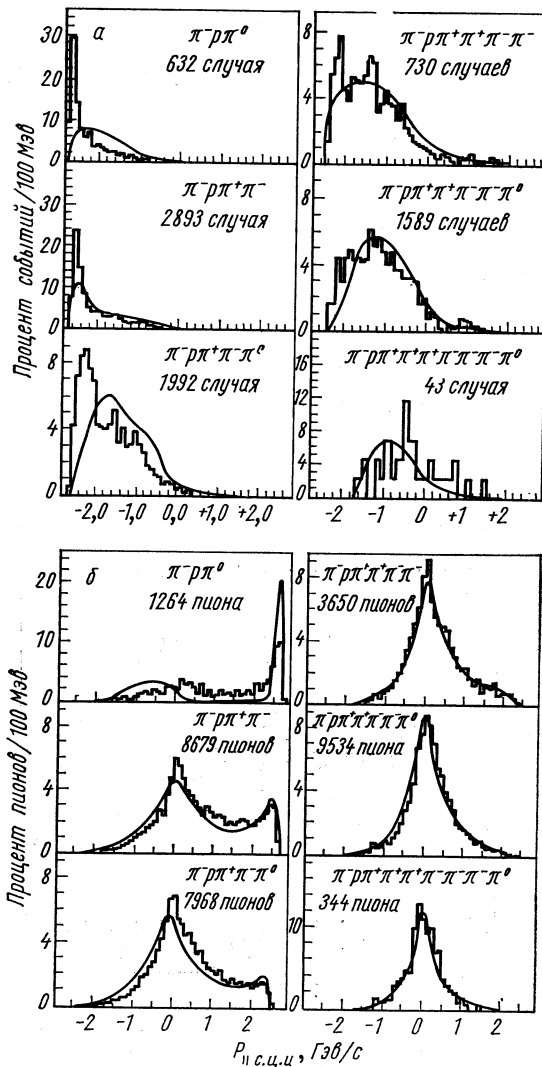 Процент событий/100 Мэв
30
20
10
0
а
π⁻pπ⁰
632 случая
30
20
10
0
π⁻pπ⁺π⁻
2893 случая
8
4
0
π⁻pπ⁺π⁻π⁰
1992 случая
-2,0 -1,0 0,0 +1,0 +2,0
8
4
0
π⁻pπ⁺π⁺π⁻π⁻
730 случаев
8
4
0
π⁻pπ⁺π⁺π⁻π⁻π⁰
1589 случаев
16
12
8
4
0
π⁻pπ⁺π⁺π⁺π⁻π⁻π⁻π⁰
43 случая
-2 -1 0 +1 +2
Процент пионов/100 Мэв
20
10
0
б
π⁻pπ⁰
1264 пиона
8
4
0
π⁻pπ⁺π⁻
8679 пионов
8
4
0
π⁻pπ⁺π⁻π⁰
7968 пионов
-2 -1 0 1 2
8
4
0
π⁻pπ⁺π⁺π⁻π⁻
3650 пионов
8
4
0
π⁻pπ⁺π⁺π⁻π⁻π⁰
9534 пиона
10
0
π⁻pπ⁺π⁺π⁺π⁻π⁻π⁻π⁰
344 пиона
-2 -1 0 1 2
P∥ с.ц.и, Гэв/с